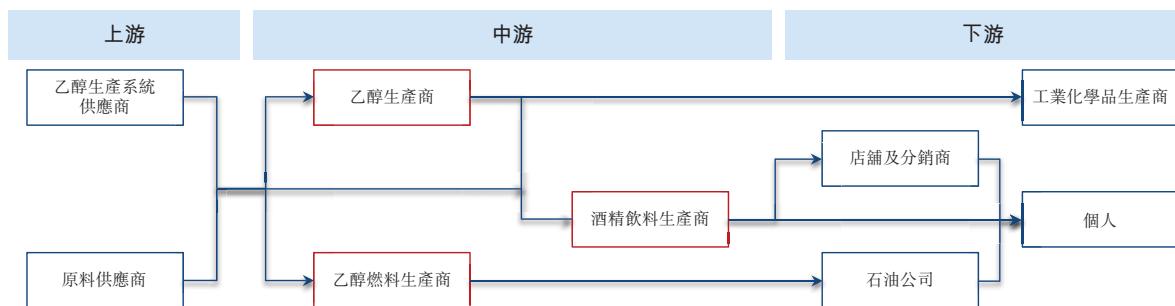 上游
中游
下游
乙醇生產系統
供應商
乙醇生產商
工業化學品生產商
店舖及分銷商
酒精飲料生產商
個人
原料供應商
乙醇燃料生產商
石油公司